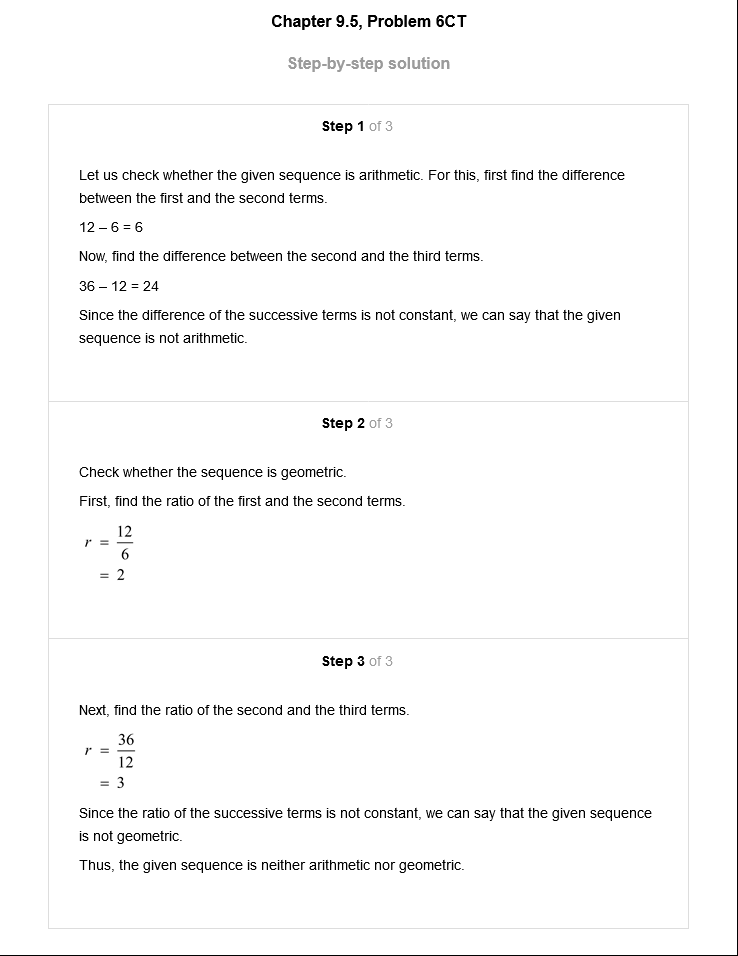 Chapter 9.5, Problem 6CT
Step-by-step solution
Step 1 of 3
Let us check whether the given sequence is arithmetic. For this, first find the difference
between the first and the second terms.
12 – 6 = 6
Now, find the difference between the second and the third terms.
36 – 12 = 24
Since the difference of the successive terms is not constant, we can say that the given
sequence is not arithmetic.
Step 2 of 3
Check whether the sequence is geometric.
First, find the ratio of the first and the second terms.
r = 12/6
= 2
Step 3 of 3
Next, find the ratio of the second and the third terms.
r = 36/12
= 3
Since the ratio of the successive terms is not constant, we can say that the given sequence
is not geometric.
Thus, the given sequence is neither arithmetic nor geometric.